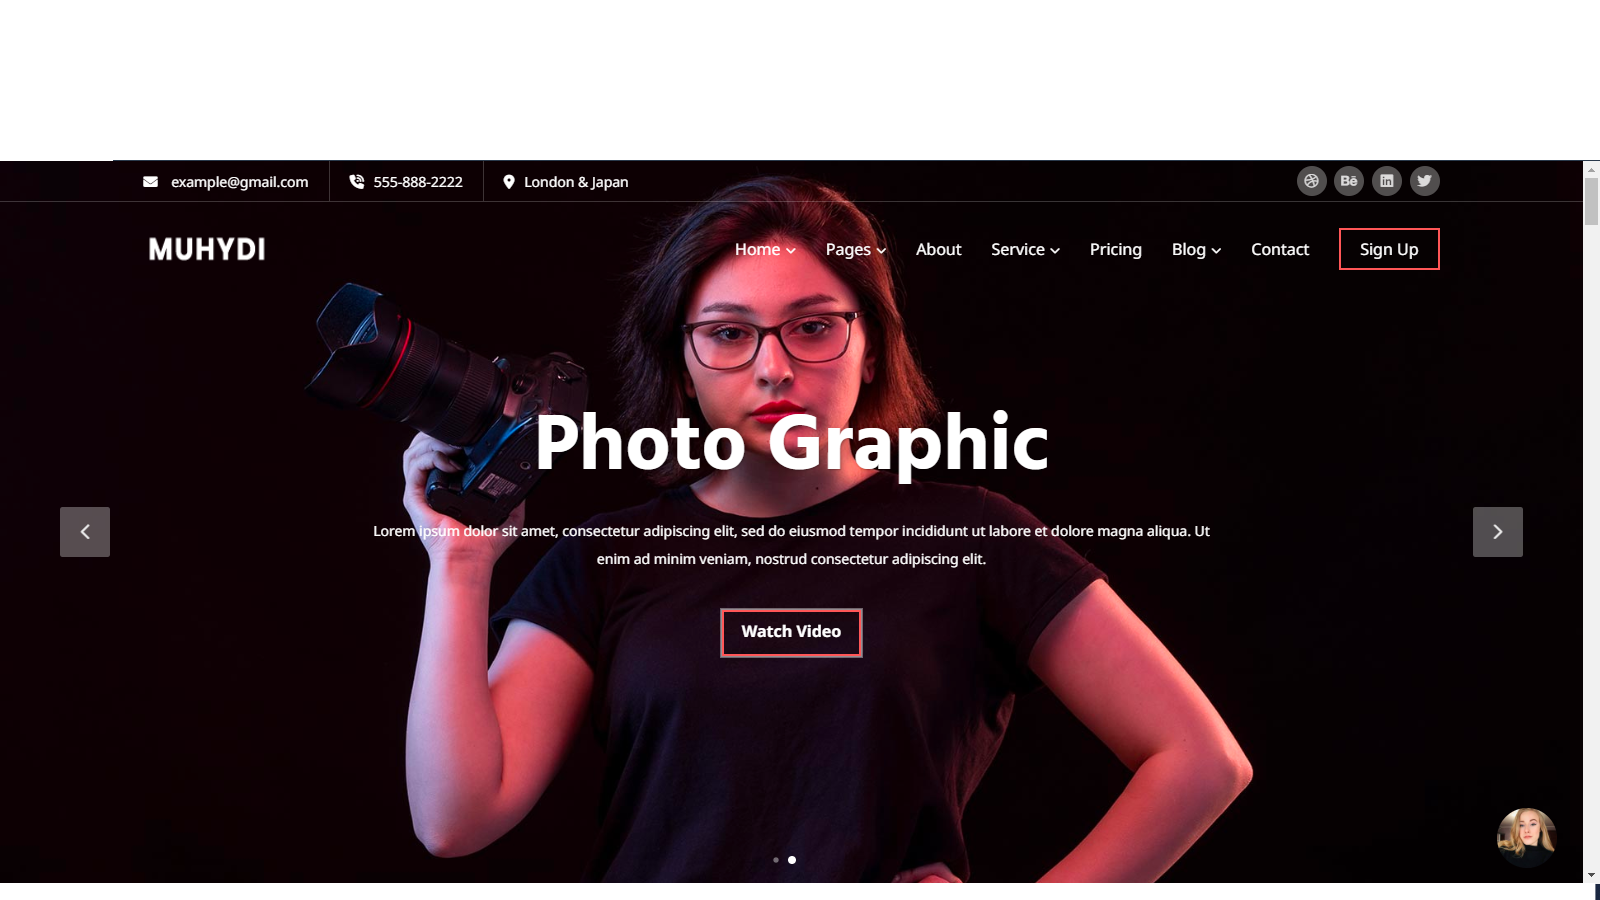 example@gmail.com 555-888-2222 London & Japan Bē in
MUHYDI Home Pages About Service Pricing Blog Contact Sign Up
Photo Graphic
Lorem ipsum dolor sit amet, consectetur adipiscing elit, sed do eiusmod tempor incididunt ut labore et dolore magna aliqua. Ut
enim ad minim veniam, nostrud consectetur adipiscing elit.
Watch Video